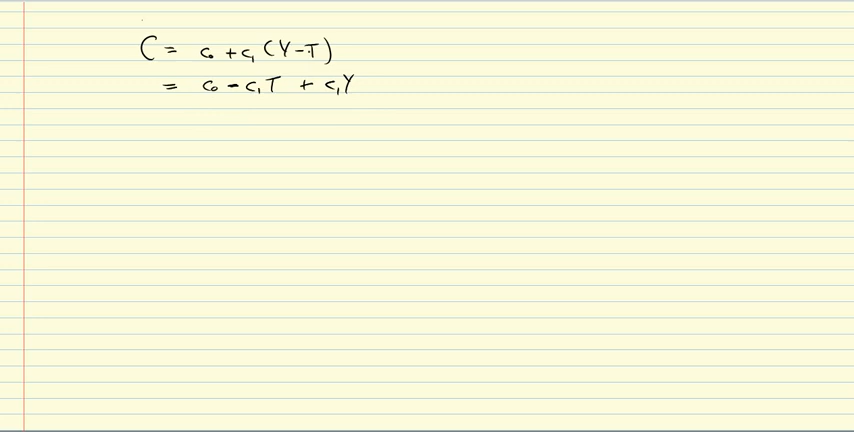 C = c₀ + c₁ (Y - T)
= c₀ - c₁T + c₁Y